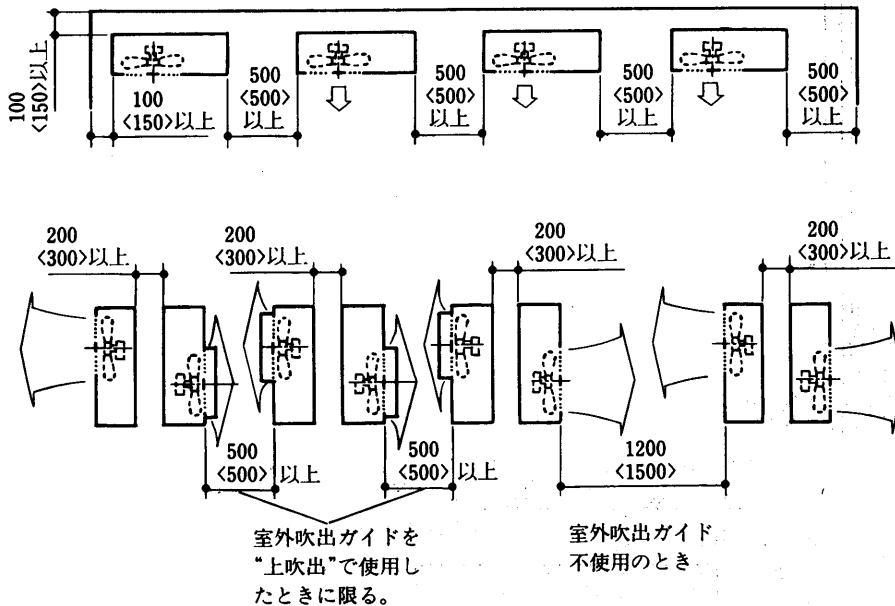 100
<150>以上
100
<150>以上
500
<500>
以上
500
<500>
以上
500
<500>
以上
500
<500>
以上
200
<300>以上
200
<300>以上
200
<300>以上
200
<300>以上
500
<500>以上
500
<500>以上
1200
<1500>
室外吹出ガイドを
“上吹出”で使用し
たときに限る。
室外吹出ガイド
不使用のとき